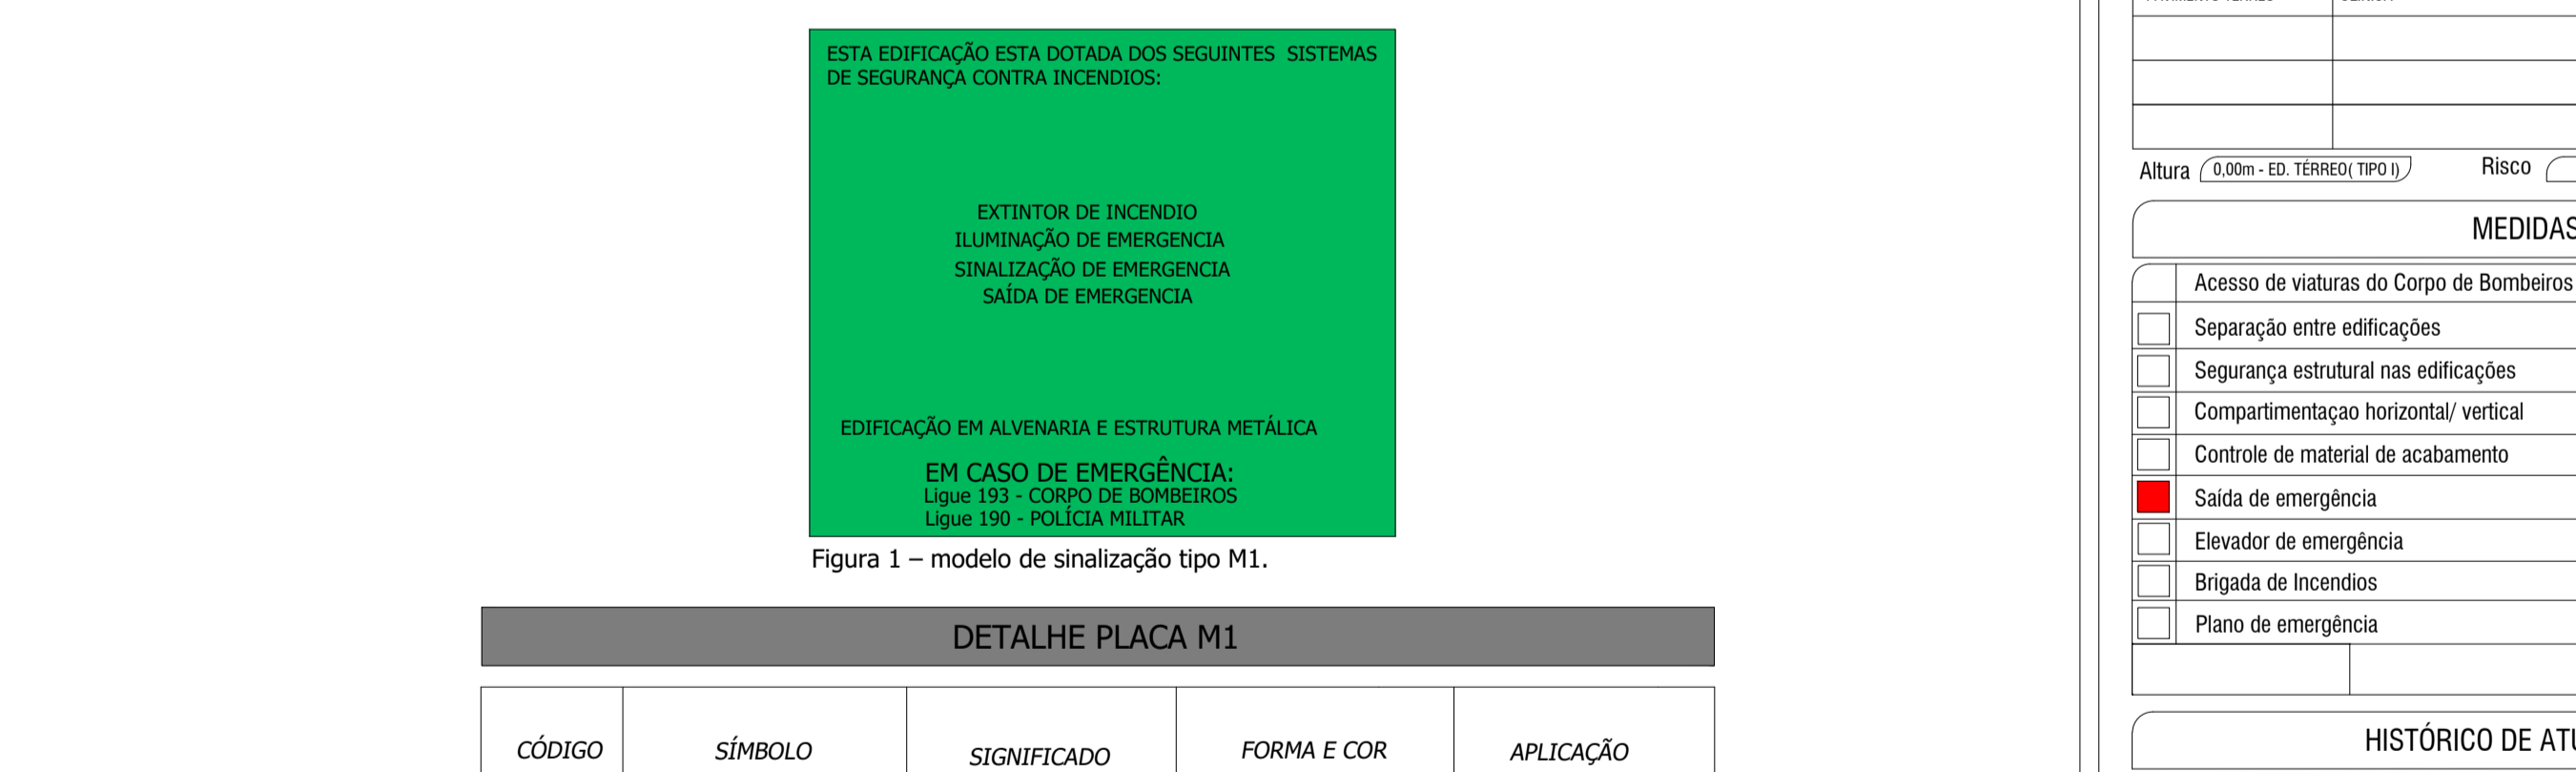 ESTA EDIFICAÇÃO ESTA DOTADA DOS SEGUINTES SISTEMAS
DE SEGURANÇA CONTRA INCENDIOS:
EXTINTOR DE INCENDIO
ILUMINAÇÃO DE EMERGENCIA
SINALIZAÇÃO DE EMERGENCIA
SAÍDA DE EMERGENCIA
EDIFICAÇÃO EM ALVENARIA E ESTRUTURA METÁLICA
EM CASO DE EMERGÊNCIA:
Ligue 193 - CORPO DE BOMBEIROS
Ligue 190 - POLÍCIA MILITAR
Figura 1 – modelo de sinalização tipo M1.
DETALHE PLACA M1
CÓDIGO SÍMBOLO SIGNIFICADO FORMA E COR APLICAÇÃO
Altura 0,00m - ED. TÉRREO( TIPO I) Risco
MEDIDAS
Acesso de viaturas do Corpo de Bombeiros
Separação entre edificações
Segurança estrutural nas edificações
Compartimentaçao horizontal/ vertical
Controle de material de acabamento
Saída de emergência
Elevador de emergência
Brigada de Incendios
Plano de emergência
HISTÓRICO DE